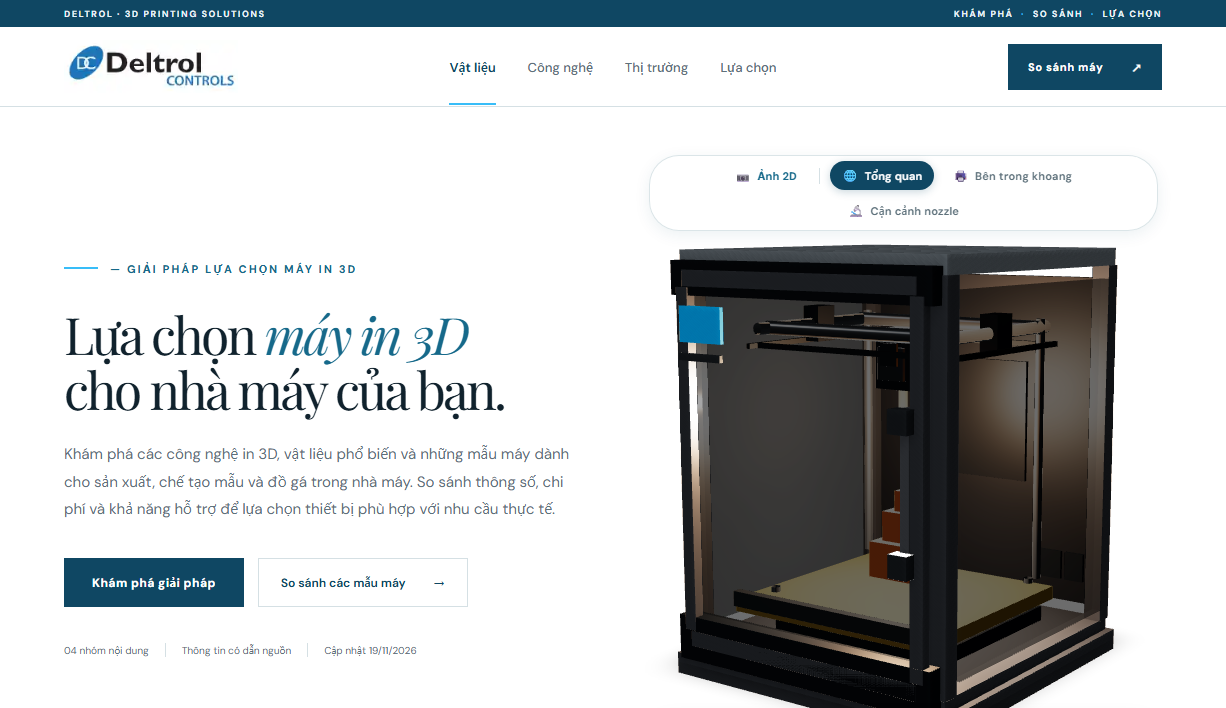 DELTROL • 3D PRINTING SOLUTIONS
KHÁM PHÁ · SO SÁNH · LỰA CHỌN
DC Deltrol
CONTROLS
Vật liệu
Công nghệ
Thị trường
Lựa chọn
So sánh máy ↗
Ảnh 2D
Tổng quan
Bên trong khoang
Cận cảnh nozzle
— GIẢI PHÁP LỰA CHỌN MÁY IN 3D
Lựa chọn máy in 3D
cho nhà máy của bạn.
Khám phá các công nghệ in 3D, vật liệu phổ biến và những mẫu máy dành
cho sản xuất, chế tạo mẫu và đồ gá trong nhà máy. So sánh thông số, chi
phí và khả năng hỗ trợ để lựa chọn thiết bị phù hợp với nhu cầu thực tế.
Khám phá giải pháp
So sánh các mẫu máy →
04 nhóm nội dung
Thông tin có dẫn nguồn
Cập nhật 19/11/2026